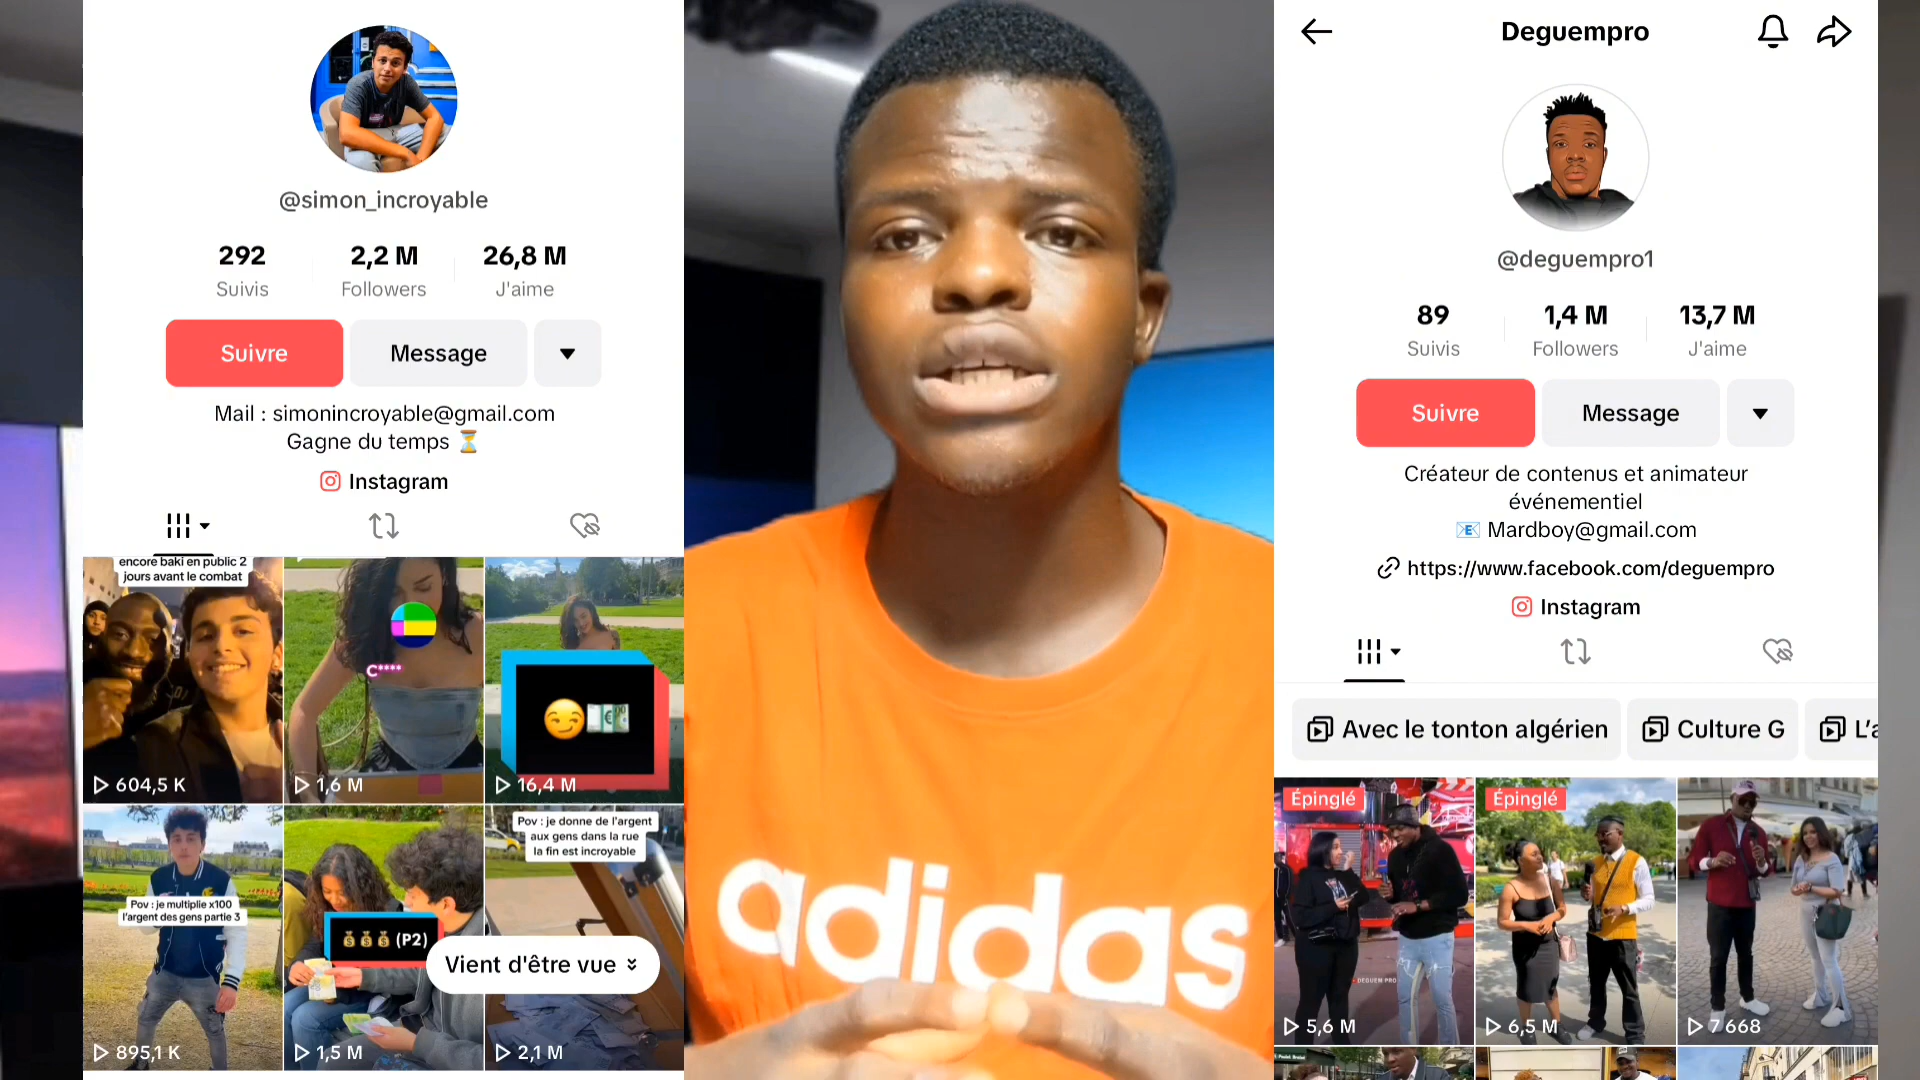 @simon_incroyable
292
2,2 M
26,8 M
Suivis
Followers
J'aime
Suivre
Message
Mail : simonincroyable@gmail.com
Gagne du temps ⏳
Instagram
encore baki en public 2
jours avant le combat
604,5 K
C****
1,6 M
16,4 M
Pov : je multiplie x100
l'argent des gens partie 3
895,1 K
💰💰💰 (P2)
1,5 M
Pov : je donne de l'argent
aux gens dans la rue
la fin est incroyable
2,1 M
Vient d'être vue
adidas
Deguempro
@deguempro1
89
1,4 M
13,7 M
Suivis
Followers
J'aime
Suivre
Message
Créateur de contenus et animateur
événementiel
📧 Mardboy@gmail.com
https://www.facebook.com/deguempro
Instagram
Avec le tonton algérien
Culture G
Épinglé
DEGUEM PRO
5,6 M
Épinglé
6,5 M
7 668